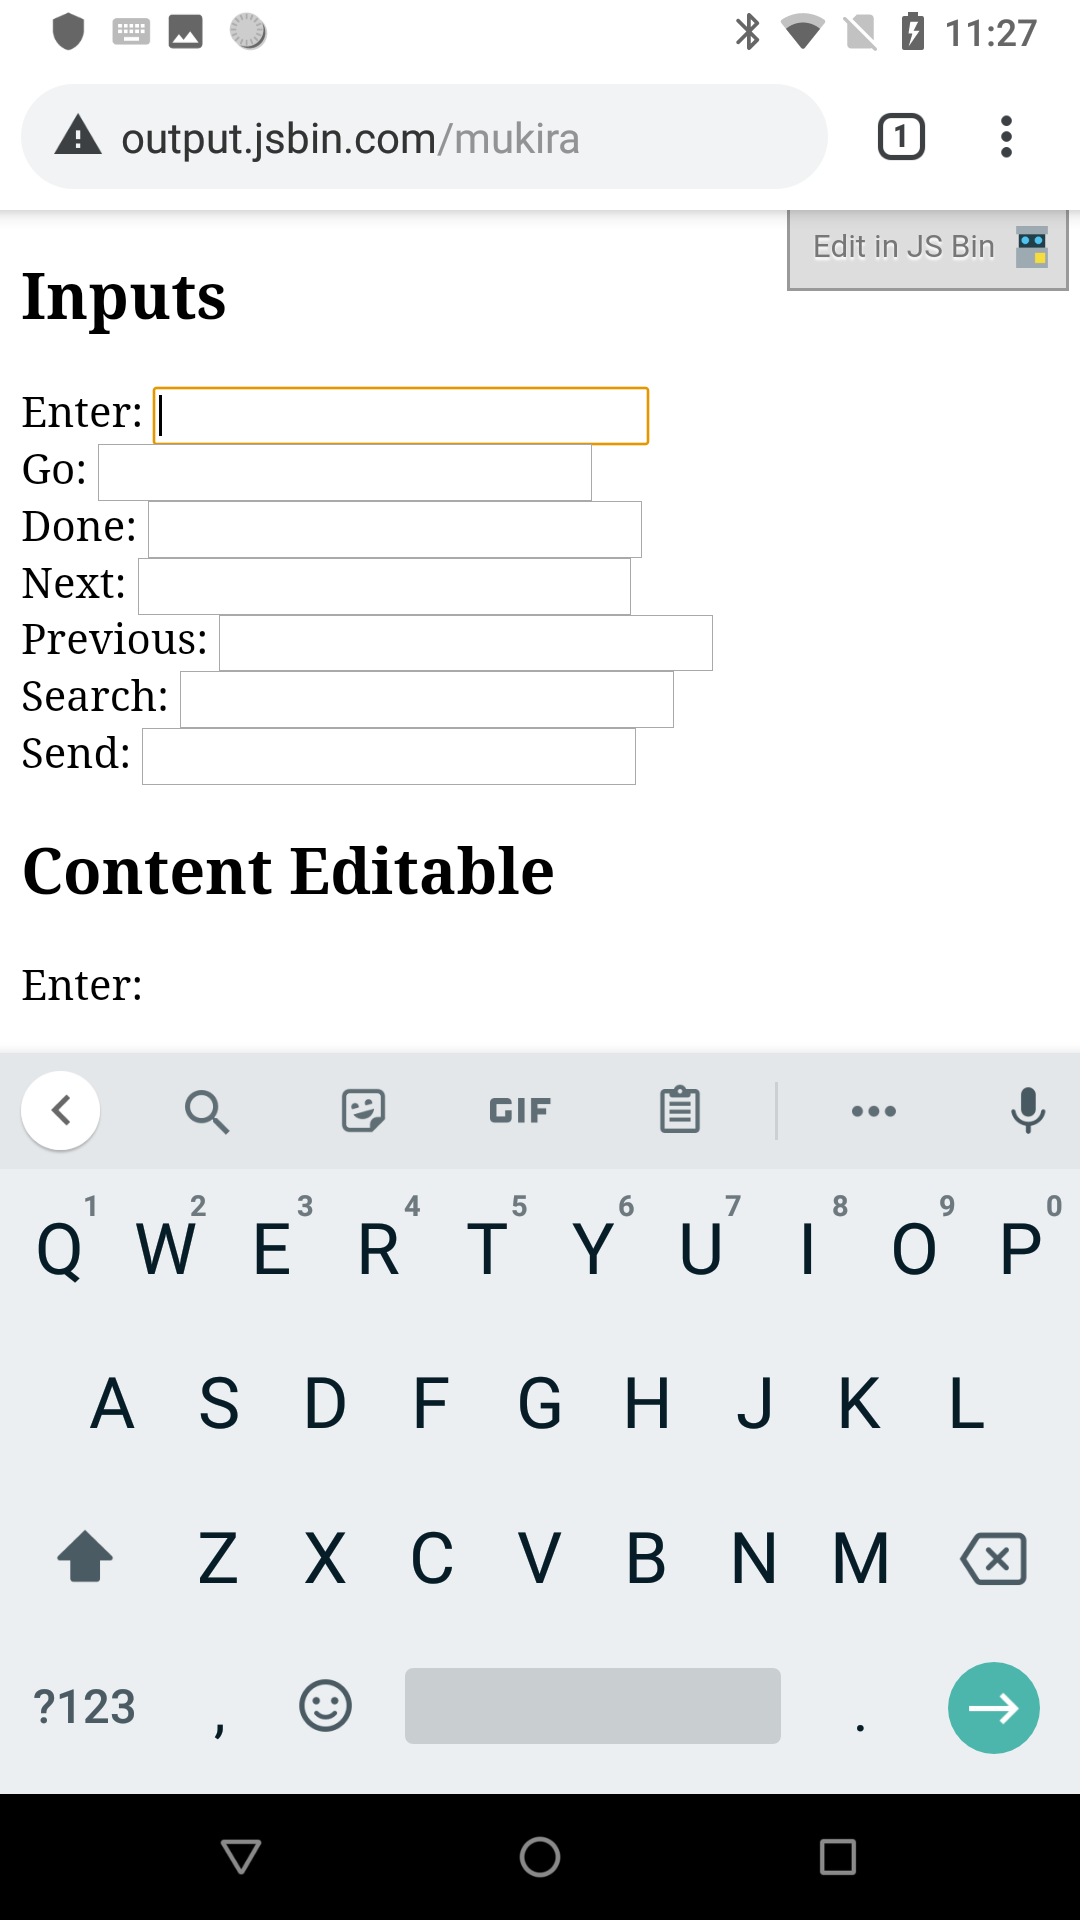 11:27
output.jsbin.com/mukira
1
Edit in JS Bin
Inputs
Enter:
Go:
Done:
Next:
Previous:
Search:
Send:
Content Editable
Enter:
GIF
1 2 3 4 5 6 7 8 9 0
Q W E R T Y U I O P
A S D F G H J K L
Z X C V B N M
?123 , .